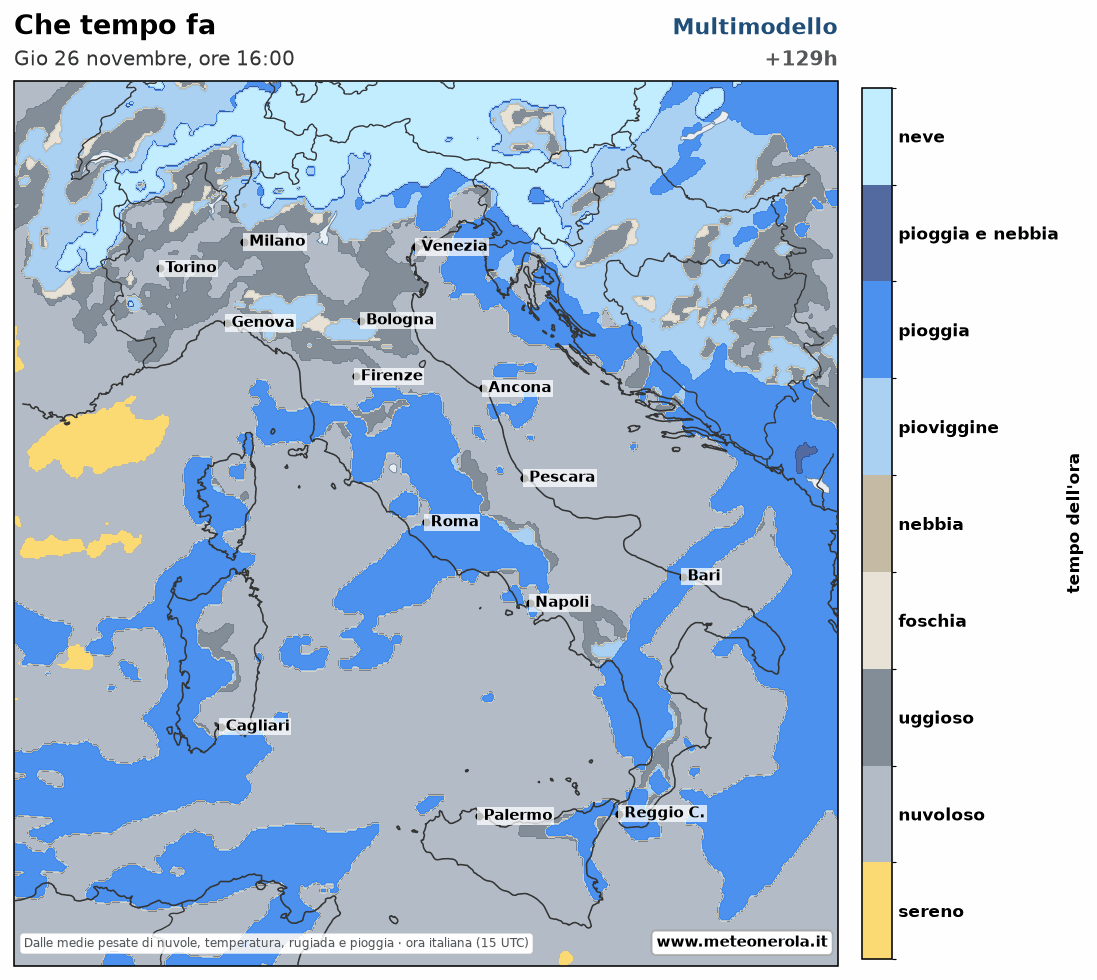 Che tempo fa
Multimodello
Gio 26 novembre, ore 16:00
+129h
neve
pioggia e nebbia
pioggia
pioviggine
nebbia
foschia
uggioso
nuvoloso
sereno
tempo dell'ora
Milano
Venezia
Torino
Genova
Bologna
Firenze
Ancona
Pescara
Roma
Bari
Napoli
Cagliari
Palermo
Reggio C.
Dalle medie pesate di nuvole, temperatura, rugiada e pioggia · ora italiana (15 UTC)
www.meteonerola.it